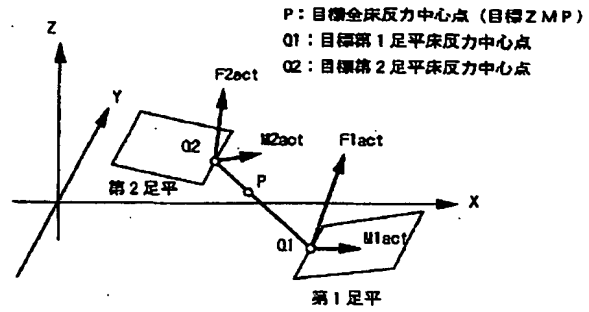 P：目標全床反力中心点（目標ZMP）
Q1：目標第1足平床反力中心点
Q2：目標第2足平床反力中心点
Z
F2act
Y
Q2
M2act
F1act
第2足平
P
X
Q1
M1act
第1足平